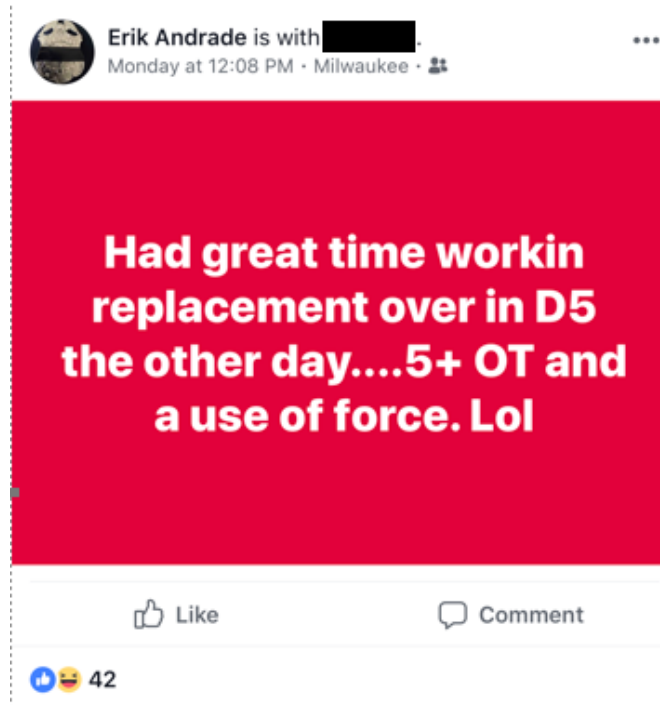 Erik Andrade is with .
Monday at 12:08 PM · Milwaukee ·
Had great time workin
replacement over in D5
the other day....5+ OT and
a use of force. Lol
Like
Comment
42